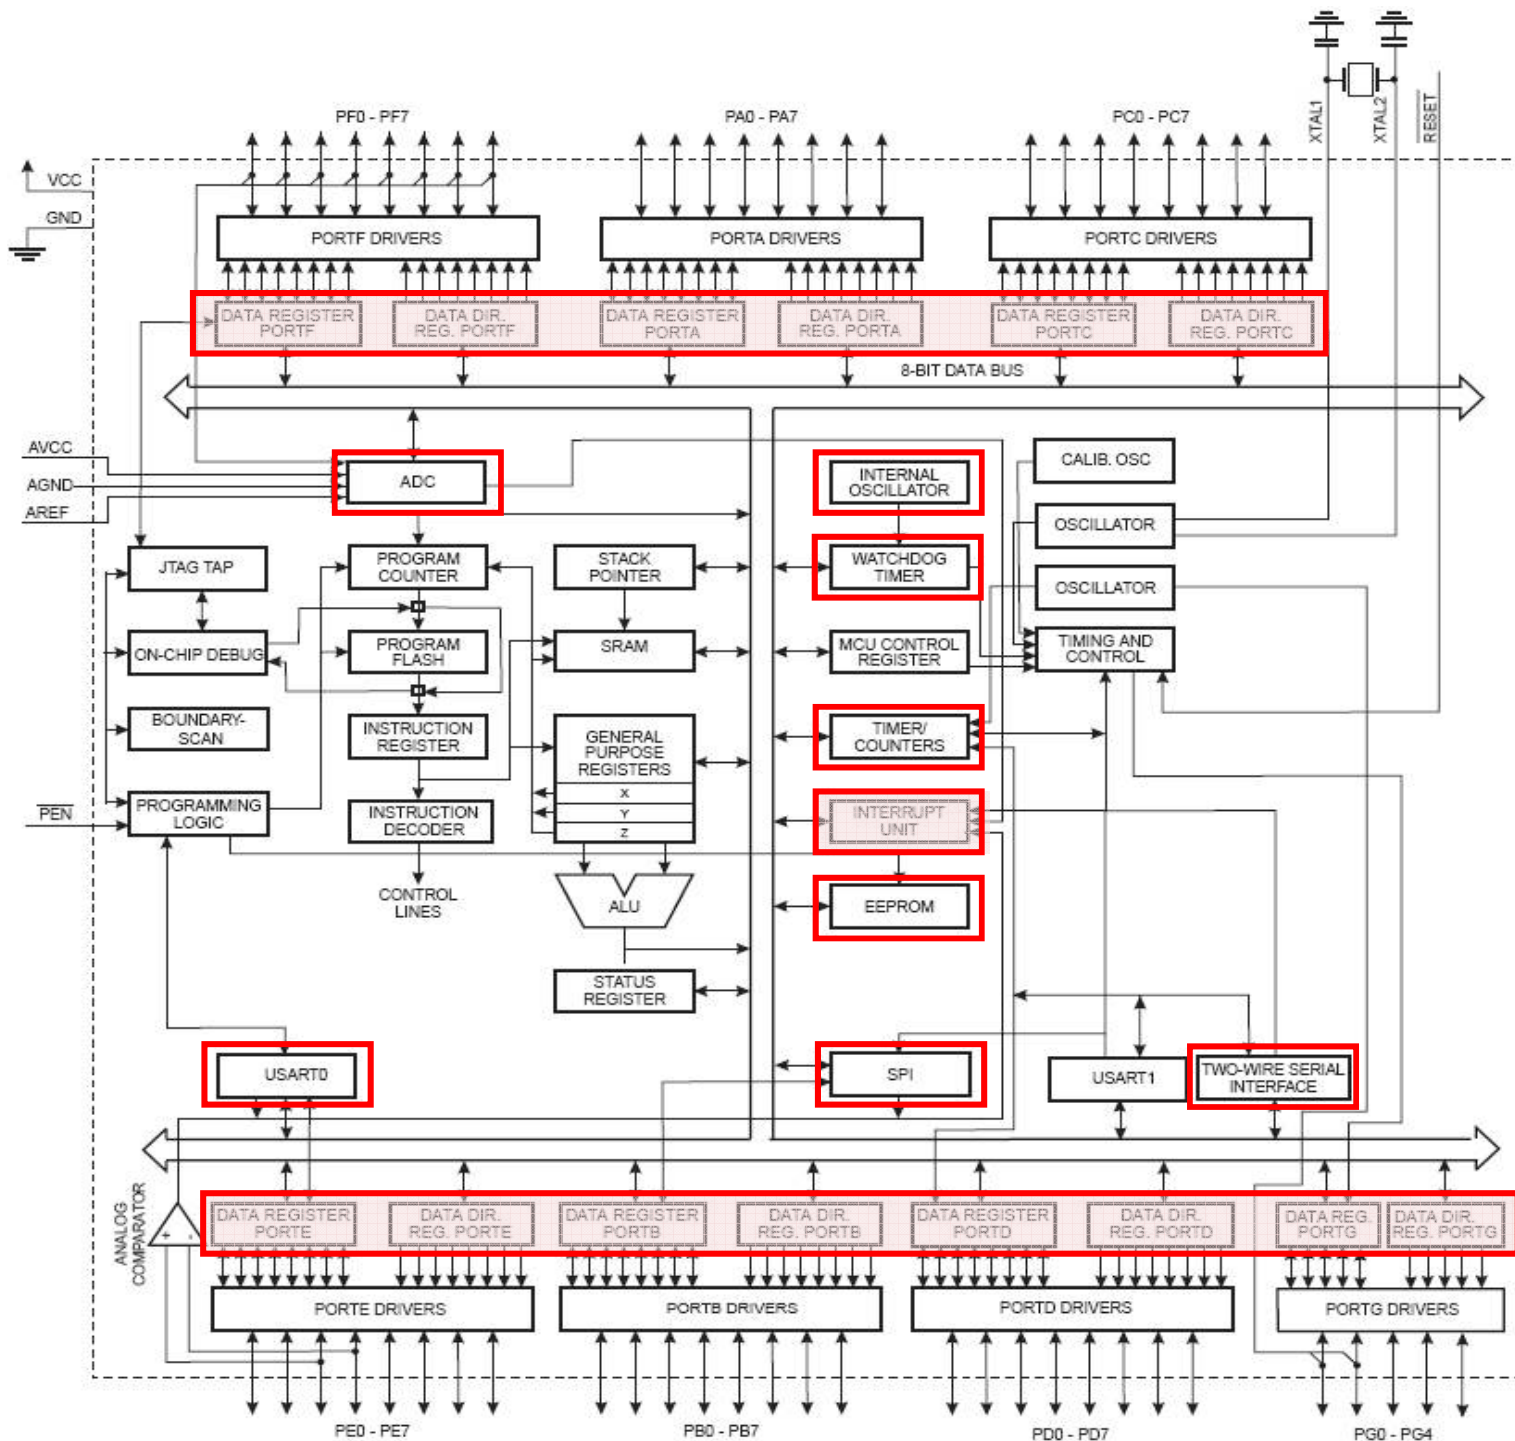 XTAL1
XTAL2
RESET
PF0 - PF7
PA0 - PA7
PC0 - PC7
VCC
GND
PORTF DRIVERS
PORTA DRIVERS
PORTC DRIVERS
DATA REGISTER
PORTF
DATA DIR.
REG. PORTF
DATA REGISTER
PORTA
DATA DIR.
REG. PORTA
DATA REGISTER
PORTC
DATA DIR.
REG. PORTC
8-BIT DATA BUS
AVCC
AGND
AREF
ADC
INTERNAL
OSCILLATOR
CALIB. OSC
OSCILLATOR
JTAG TAP
PROGRAM
COUNTER
STACK
POINTER
WATCHDOG
TIMER
OSCILLATOR
ON-CHIP DEBUG
PROGRAM
FLASH
SRAM
MCU CONTROL
REGISTER
TIMING AND
CONTROL
BOUNDARY-
SCAN
INSTRUCTION
REGISTER
GENERAL
PURPOSE
REGISTERS
X
Y
Z
TIMER/
COUNTERS
PEN
PROGRAMMING
LOGIC
INSTRUCTION
DECODER
INTERRUPT
UNIT
CONTROL
LINES
ALU
EEPROM
STATUS
REGISTER
USART0
SPI
USART1
TWO-WIRE SERIAL
INTERFACE
ANALOG
COMPARATOR
+
-
DATA REGISTER
PORTE
DATA DIR.
REG. PORTE
DATA REGISTER
PORTB
DATA DIR.
REG. PORTB
DATA REGISTER
PORTD
DATA DIR.
REG. PORTD
DATA REG.
PORTG
DATA DIR.
REG. PORTG
PORTE DRIVERS
PORTB DRIVERS
PORTD DRIVERS
PORTG DRIVERS
PE0 - PE7
PB0 - PB7
PD0 - PD7
PG0 - PG4